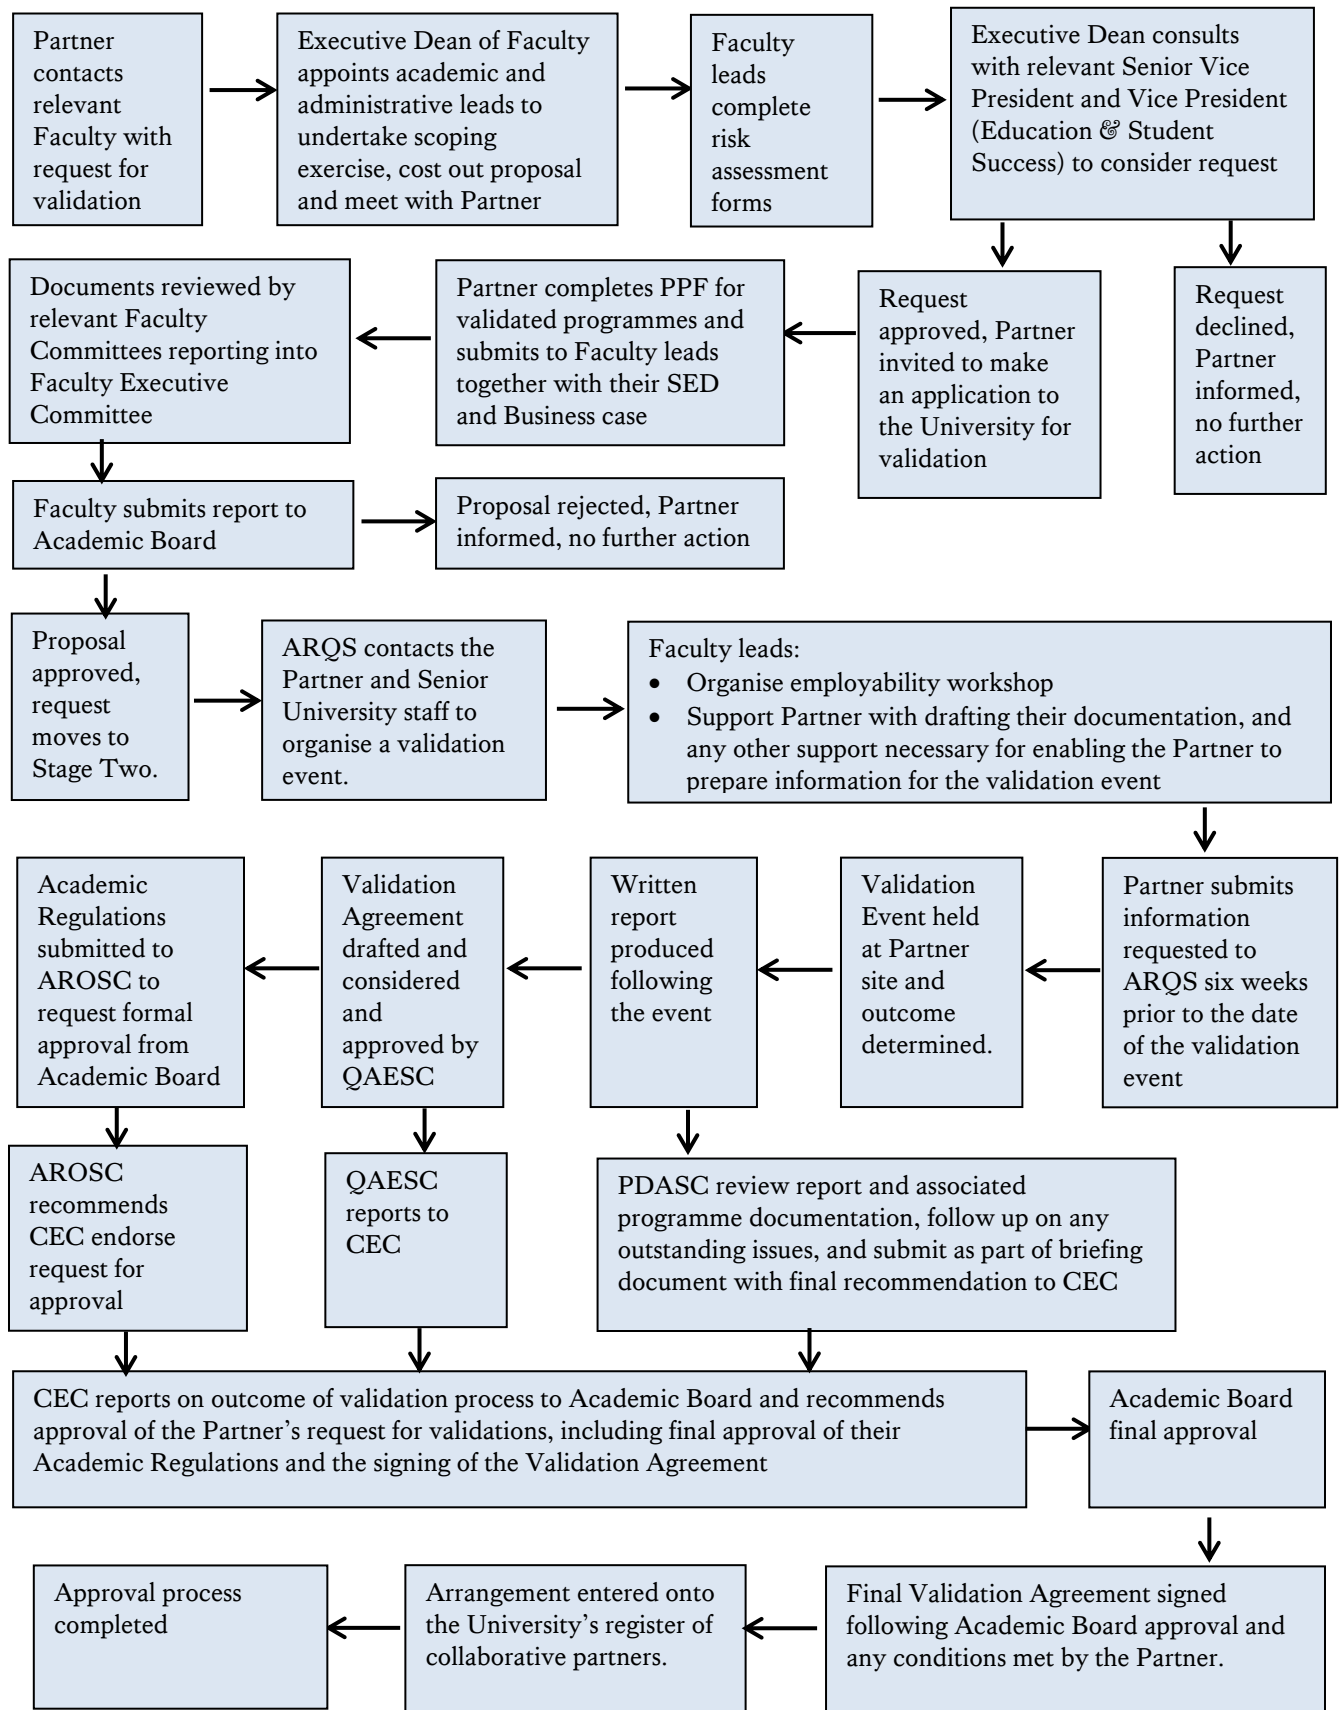 Partner
contacts
relevant
Faculty with
request for
validation
Executive Dean of Faculty
appoints academic and
administrative leads to
undertake scoping
exercise, cost out proposal
and meet with Partner
Faculty
leads
complete
risk
assessment
forms
Executive Dean consults
with relevant Senior Vice
President and Vice President
(Education & Student
Success) to consider request
Request
declined,
Partner
informed,
no further
action
Request
approved, Partner
invited to make
an application to
the University for
validation
Partner completes PPF for
validated programmes and
submits to Faculty leads
together with their SED
and Business case
Documents reviewed by
relevant Faculty
Committees reporting into
Faculty Executive
Committee
Faculty submits report to
Academic Board
Proposal rejected, Partner
informed, no further action
Proposal
approved,
request
moves to
Stage Two.
ARQS contacts the
Partner and Senior
University staff to
organise a validation
event.
Faculty leads:
• Organise employability workshop
• Support Partner with drafting their documentation, and
any other support necessary for enabling the Partner to
prepare information for the validation event
Partner submits
information
requested to
ARQS six weeks
prior to the date
of the validation
event
Validation
Event held
at Partner
site and
outcome
determined.
Written
report
produced
following
the event
Validation
Agreement
drafted and
considered
and
approved by
QAESC
Academic
Regulations
submitted to
AROSC to
request formal
approval from
Academic Board
AROSC
recommends
CEC endorse
request for
approval
QAESC
reports to
CEC
PDASC review report and associated
programme documentation, follow up on any
outstanding issues, and submit as part of briefing
document with final recommendation to CEC
CEC reports on outcome of validation process to Academic Board and recommends
approval of the Partner’s request for validations, including final approval of their
Academic Regulations and the signing of the Validation Agreement
Academic Board
final approval
Final Validation Agreement signed
following Academic Board approval and
any conditions met by the Partner.
Arrangement entered onto
the University’s register of
collaborative partners.
Approval process
completed